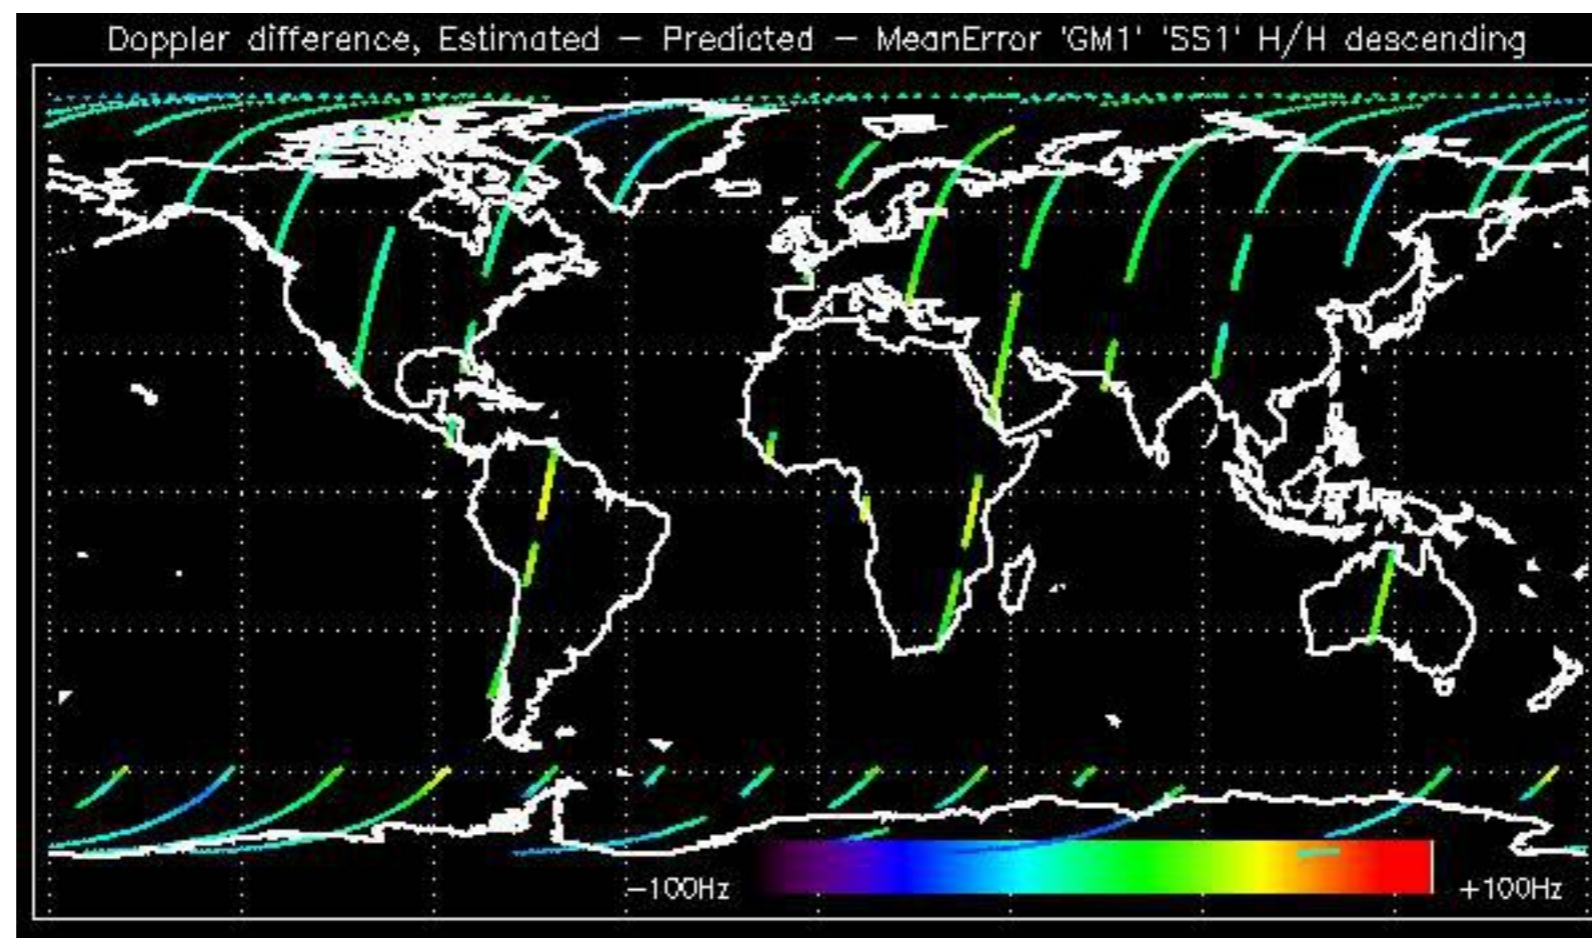 Doppler difference, Estimated – Predicted – MeanError 'GM1' 'SS1' H/H descending
–100Hz
+100Hz